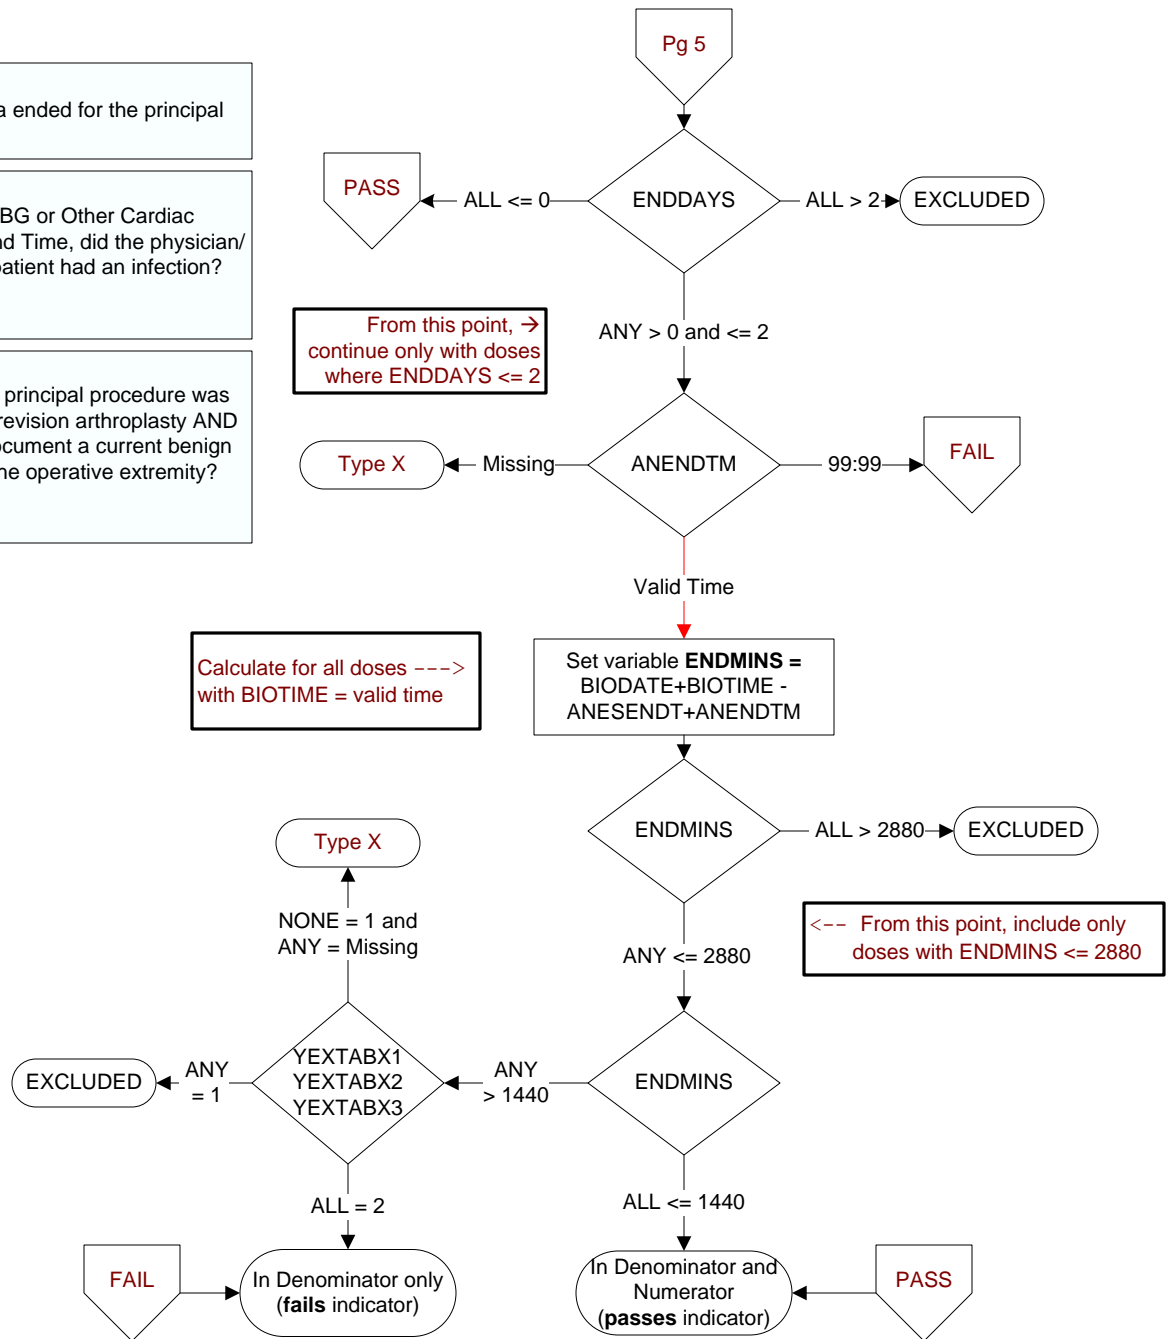 Pg 5
a ended for the principal
BG or Other Cardiac
nd Time, did the physician/
patient had an infection?
principal procedure was
revision arthroplasty AND
ocument a current benign
ne operative extremity?
PASS
ALL <= 0
ENDDAYS
ALL > 2
EXCLUDED
ANY > 0 and <= 2
From this point, →
continue only with doses
where ENDDAYS <= 2
Type X
Missing
ANENDTM
99:99
FAIL
Valid Time
Calculate for all doses --->
with BIOTIME = valid time
Set variable ENDMINS =
BIODATE+BIOTIME -
ANESENDT+ANENDTM
ENDMINS
ALL > 2880
EXCLUDED
Type X
NONE = 1 and
ANY = Missing
ANY <= 2880
<-- From this point, include only
doses with ENDMINS <= 2880
EXCLUDED
ANY
= 1
YEXTABX1
YEXTABX2
YEXTABX3
ANY
> 1440
ENDMINS
ALL = 2
ALL <= 1440
FAIL
In Denominator only
(fails indicator)
In Denominator and
Numerator
(passes indicator)
PASS